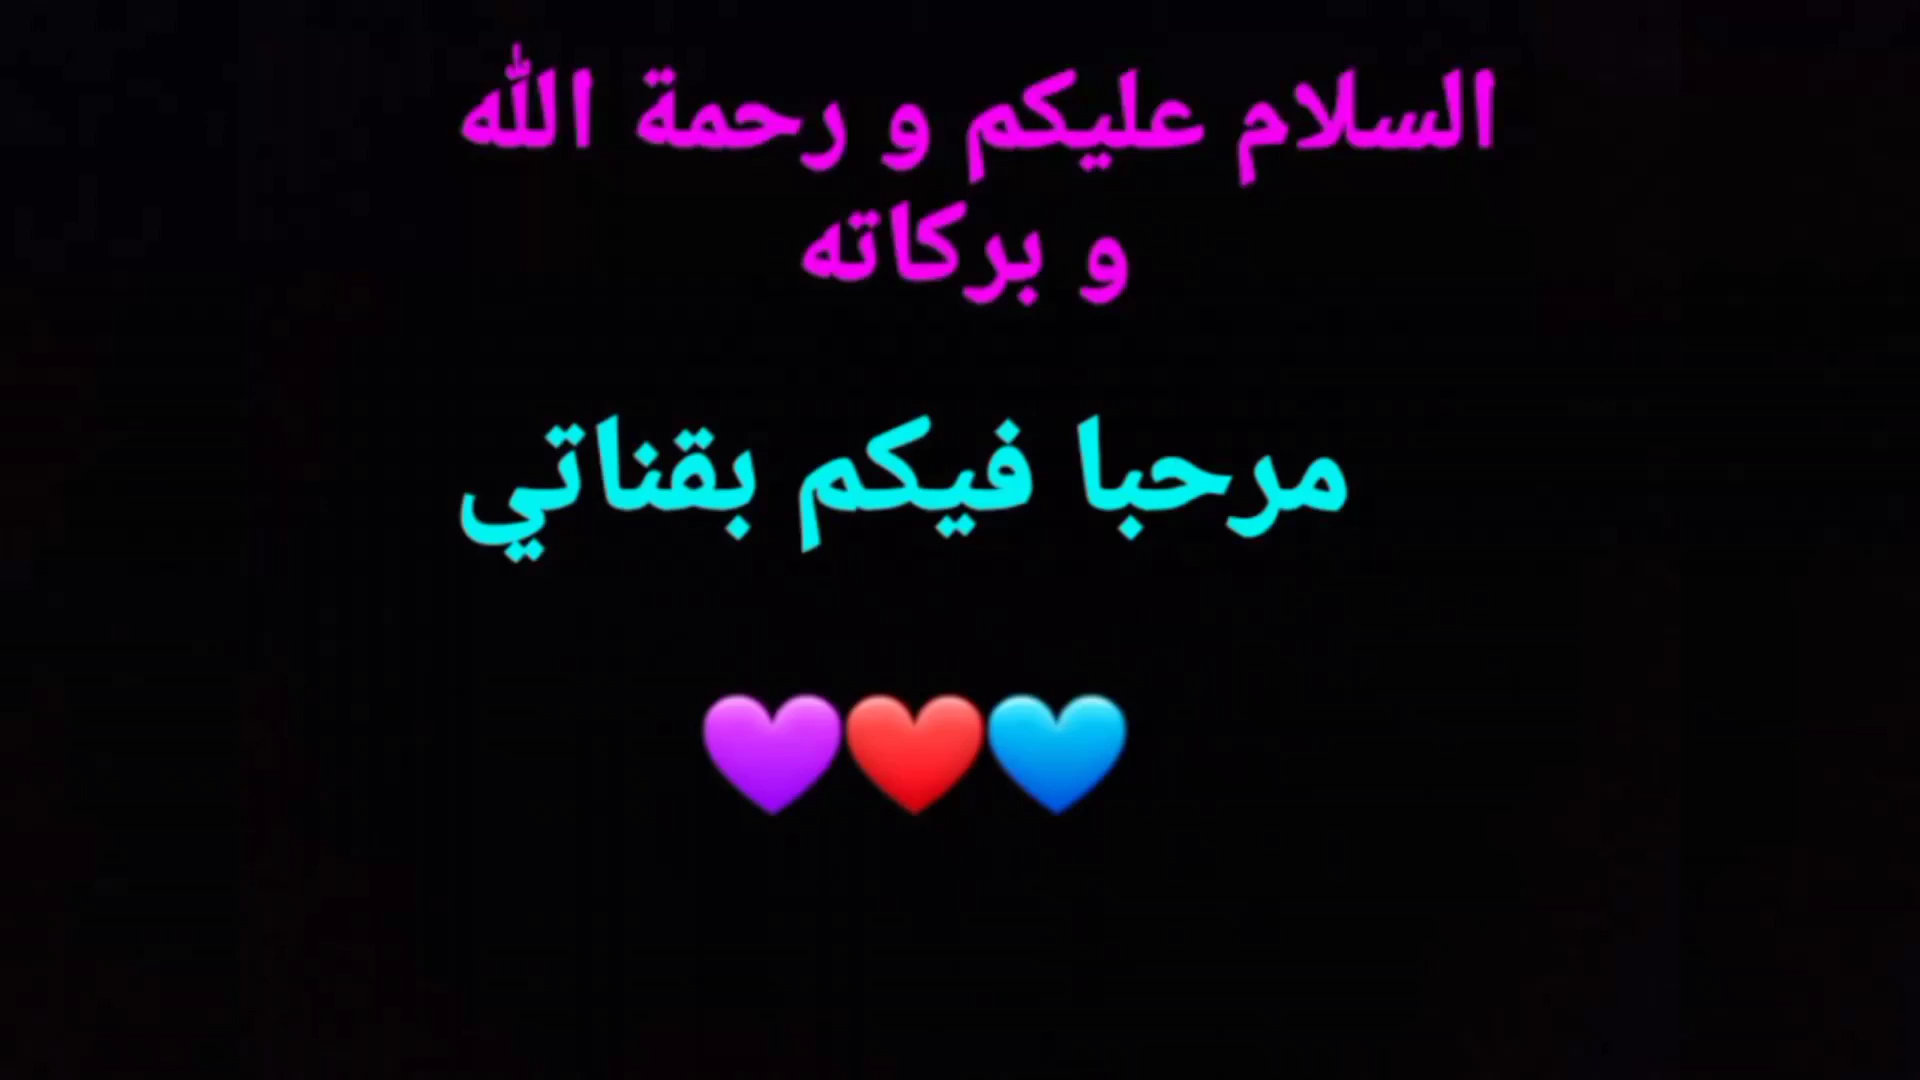 السلام عليكم و رحمة الله
و بركاته
مرحبا فيكم بقناتي
💜❤️💙